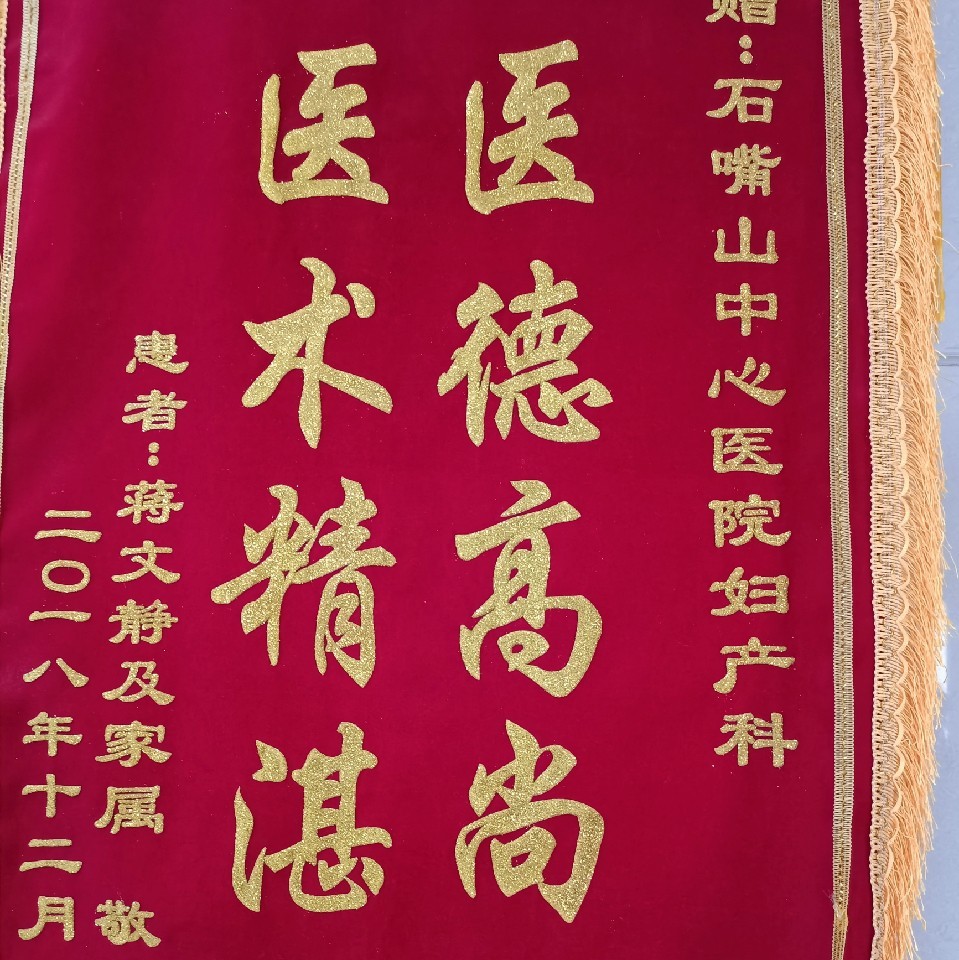 赠：石嘴山中心医院妇产科
医德高尚
医术精湛
患者：蒋文静及家属 敬
二〇一八年十二月